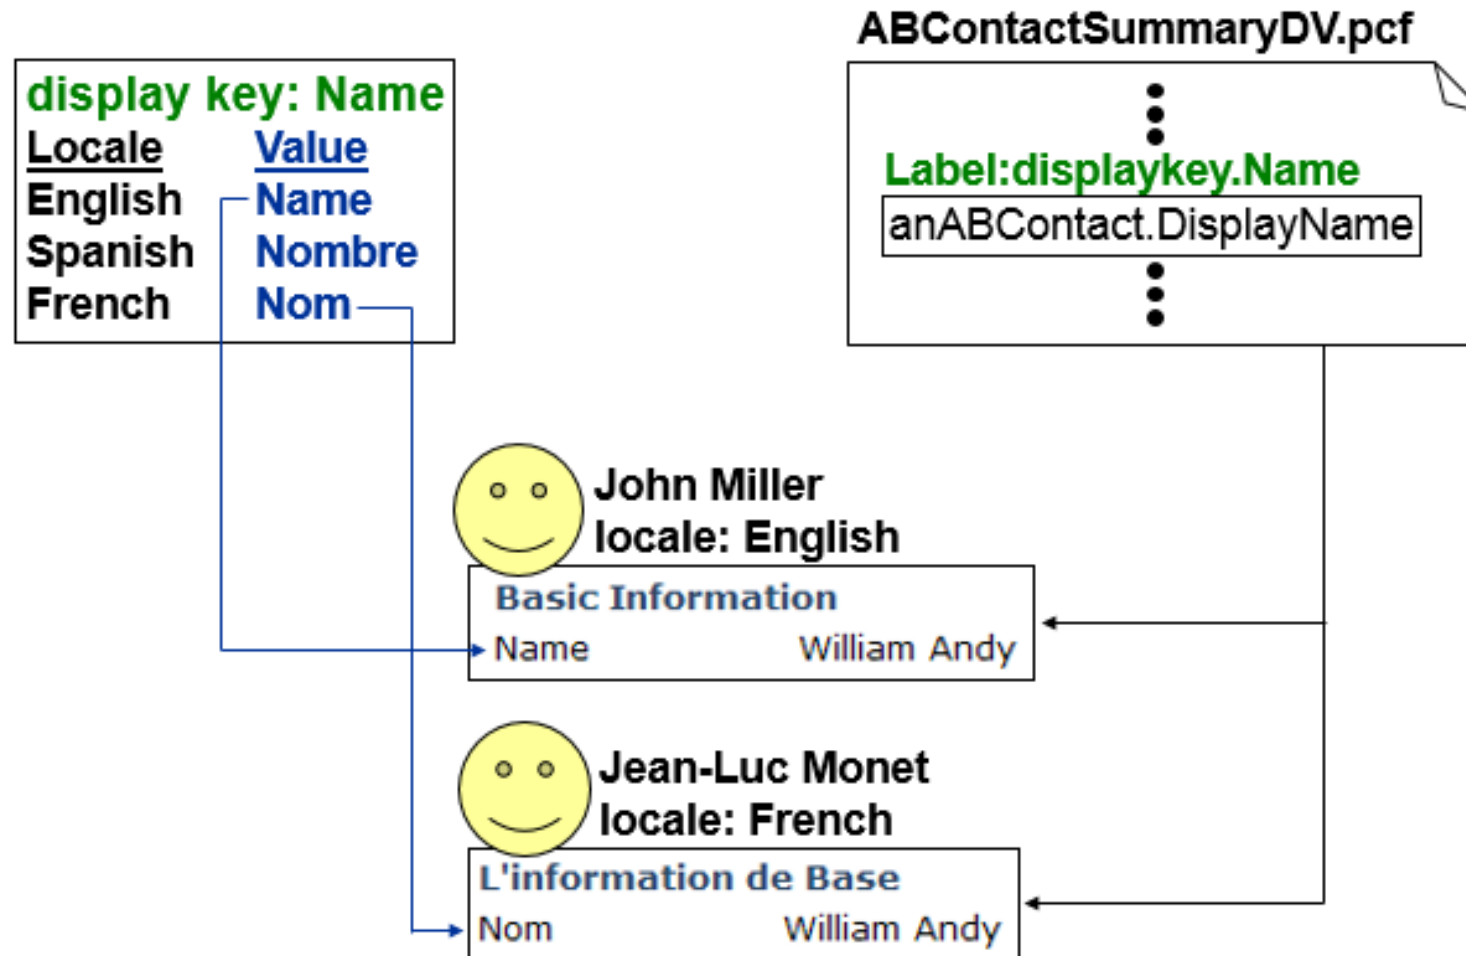 display key: Name
Locale Value
English Name
Spanish Nombre
French Nom
ABContactSummaryDV.pcf
Label:displaykey.Name
anABContact.DisplayName
John Miller
locale: English
Basic Information
Name William Andy
Jean-Luc Monet
locale: French
L'information de Base
Nom William Andy